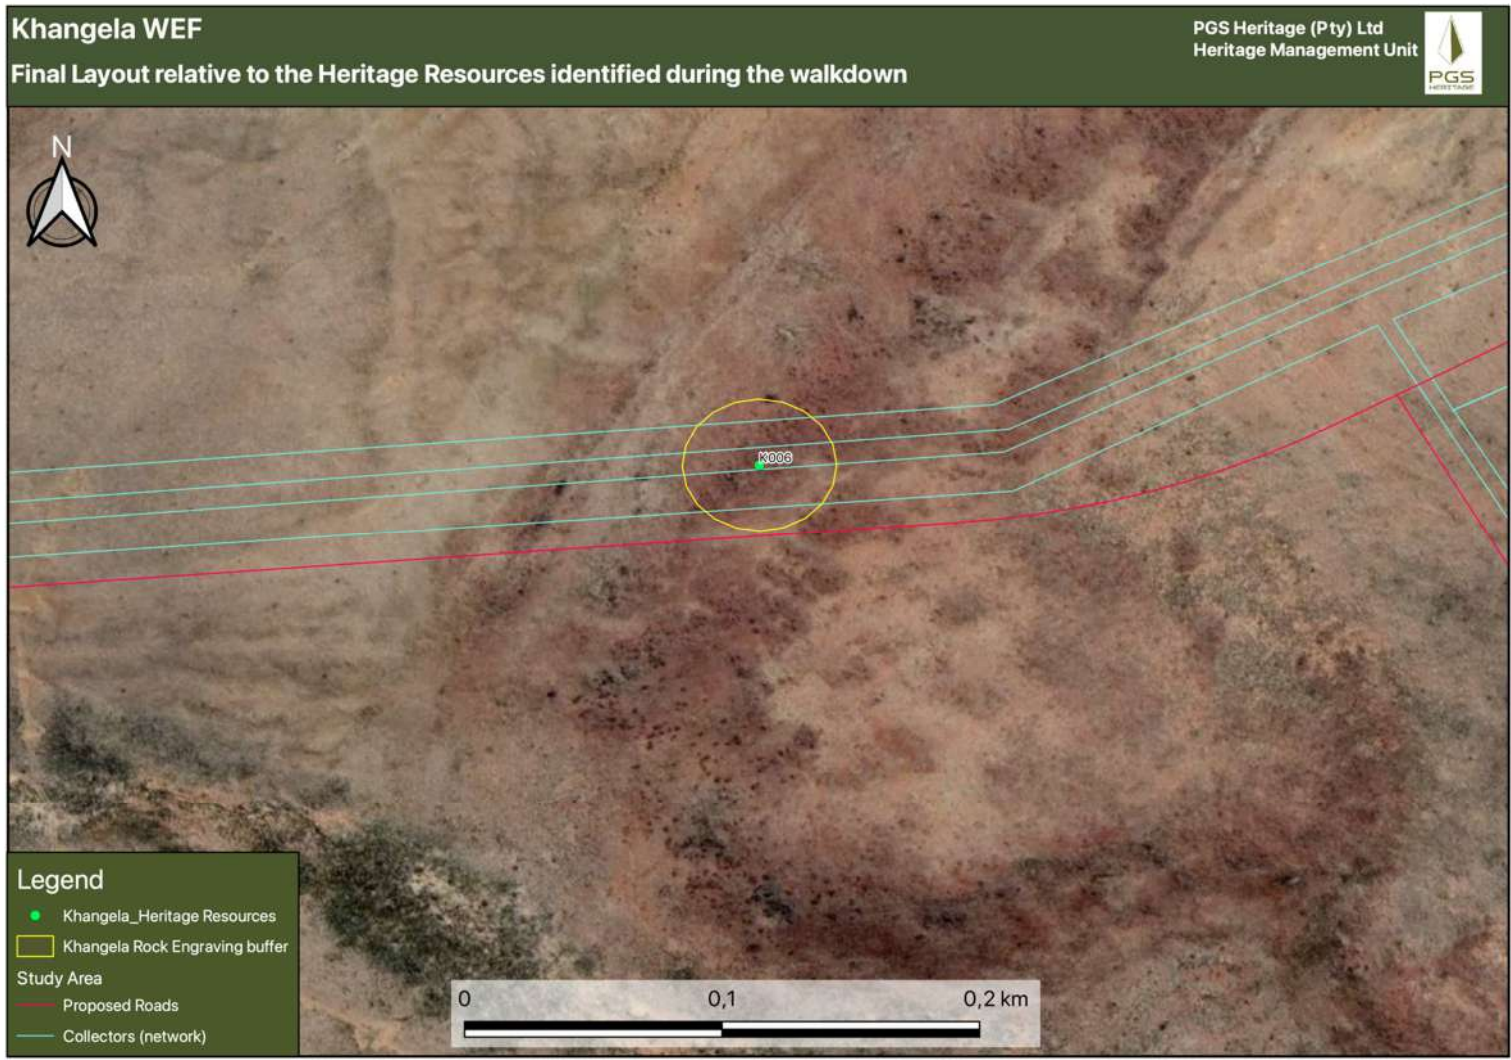 Khangela WEF
Final Layout relative to the Heritage Resources identified during the walkdown
PGS Heritage (Pty) Ltd
Heritage Management Unit
PGS
HERITAGE
N
K006
Legend
Khangela_Heritage Resources
Khangela Rock Engraving buffer
Study Area
Proposed Roads
Collectors (network)
0 0,1 0,2 km